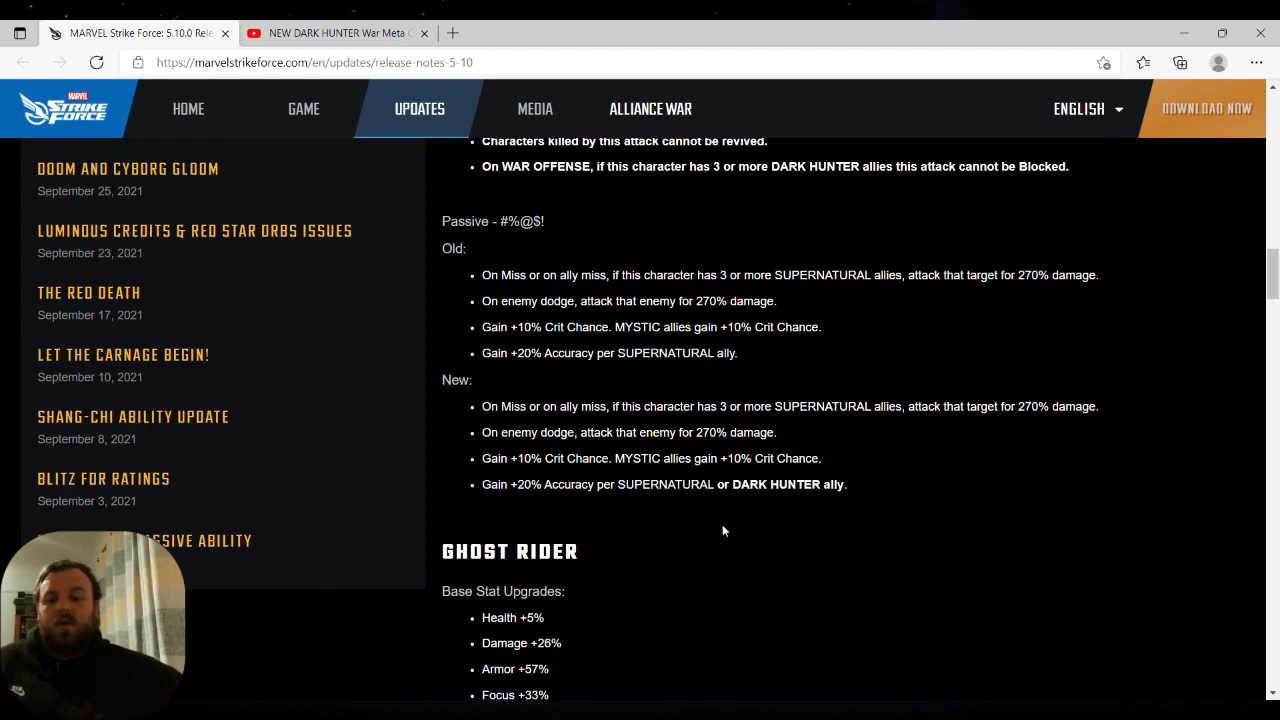 MARVEL Strike Force: 5.10.0 Rele
NEW DARK HUNTER War Meta C
https://marvelstrikeforce.com/en/updates/release-notes-5-10
MARVEL
STRIKE
FORCE
HOME
GAME
UPDATES
MEDIA
ALLIANCE WAR
ENGLISH
DOWNLOAD NOW
DOOM AND CYBORG GLOOM
September 25, 2021
LUMINOUS CREDITS & RED STAR ORBS ISSUES
September 23, 2021
THE RED DEATH
September 17, 2021
LET THE CARNAGE BEGIN!
September 10, 2021
SHANG-CHI ABILITY UPDATE
September 8, 2021
BLITZ FOR RATINGS
September 3, 2021
SSIVE ABILITY
• Characters killed by this attack cannot be revived.
• On WAR OFFENSE, if this character has 3 or more DARK HUNTER allies this attack cannot be Blocked.
Passive - #%@$!
Old:
• On Miss or on ally miss, if this character has 3 or more SUPERNATURAL allies, attack that target for 270% damage.
• On enemy dodge, attack that enemy for 270% damage.
• Gain +10% Crit Chance. MYSTIC allies gain +10% Crit Chance.
• Gain +20% Accuracy per SUPERNATURAL ally.
New:
• On Miss or on ally miss, if this character has 3 or more SUPERNATURAL allies, attack that target for 270% damage.
• On enemy dodge, attack that enemy for 270% damage.
• Gain +10% Crit Chance. MYSTIC allies gain +10% Crit Chance.
• Gain +20% Accuracy per SUPERNATURAL or DARK HUNTER ally.
GHOST RIDER
Base Stat Upgrades:
• Health +5%
• Damage +26%
• Armor +57%
• Focus +33%